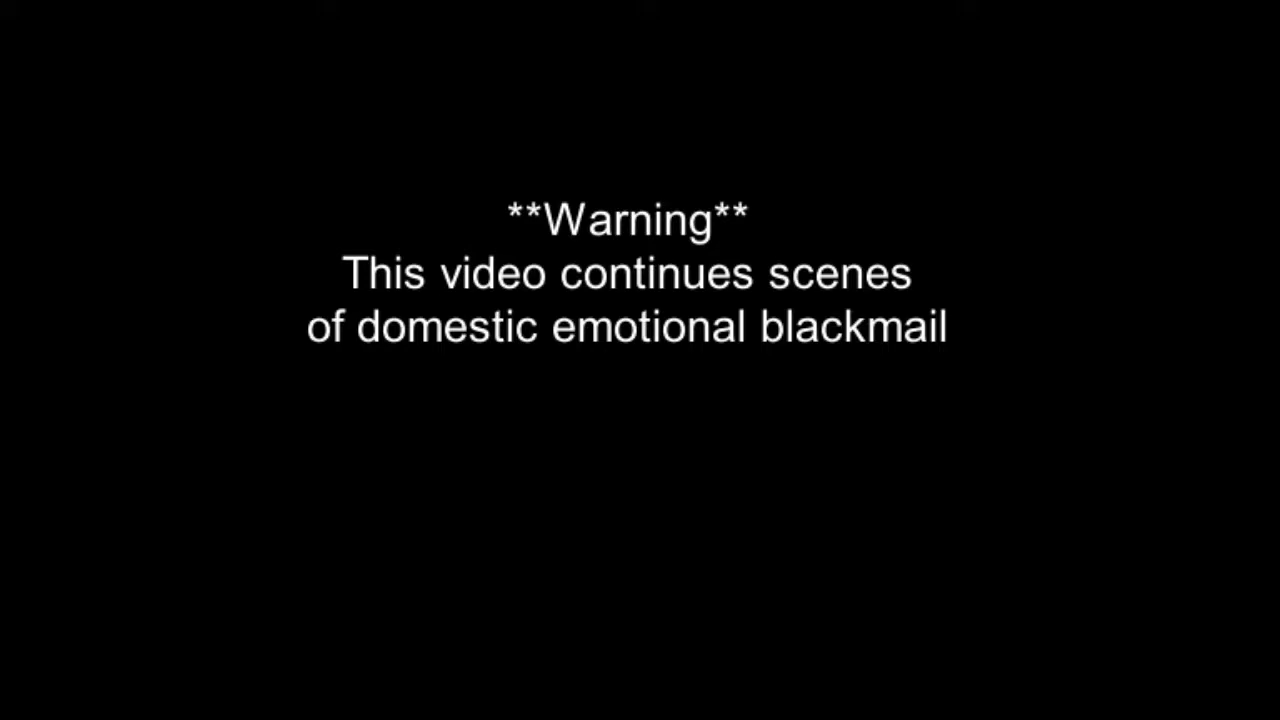 **Warning**
This video continues scenes
of domestic emotional blackmail